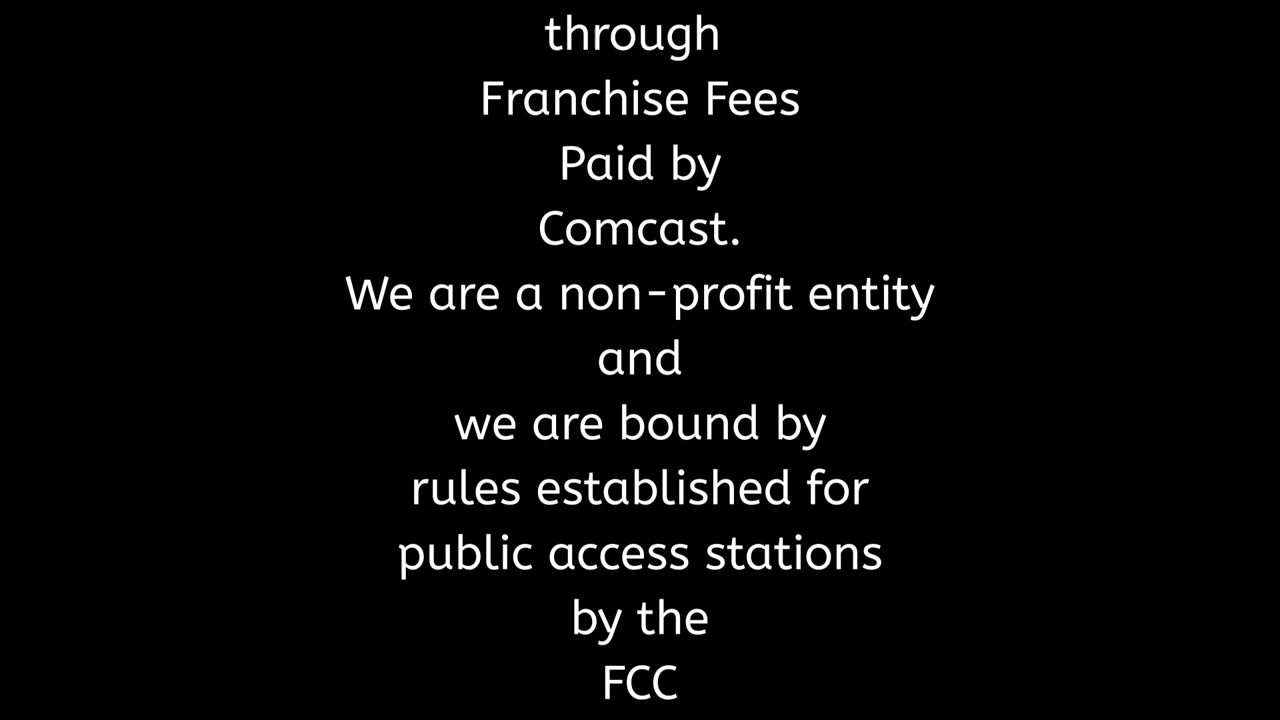 through
Franchise Fees
Paid by
Comcast.
We are a non-profit entity
and
we are bound by
rules established for
public access stations
by the
FCC